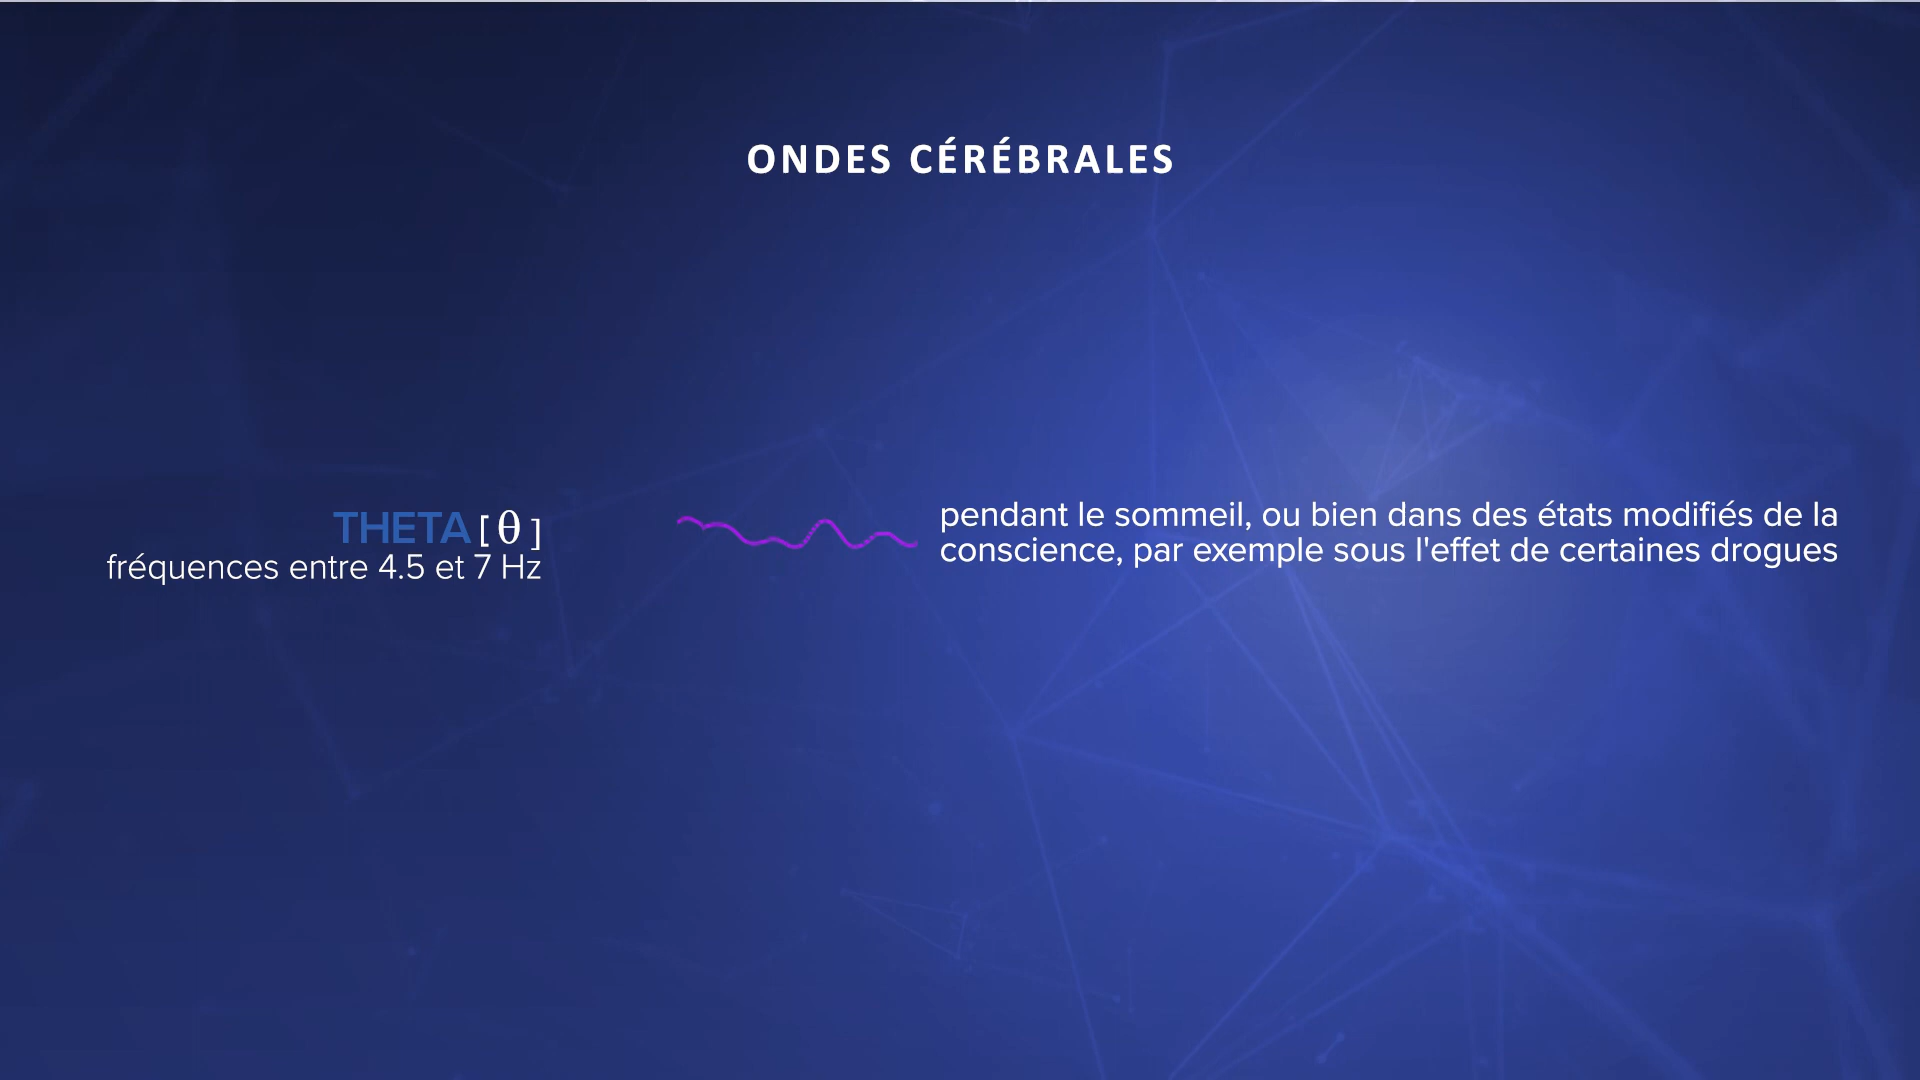 ONDES CÉRÉBRALES
THETA [ θ ]
fréquences entre 4.5 et 7 Hz
pendant le sommeil, ou bien dans des états modifiés de la
conscience, par exemple sous l'effet de certaines drogues